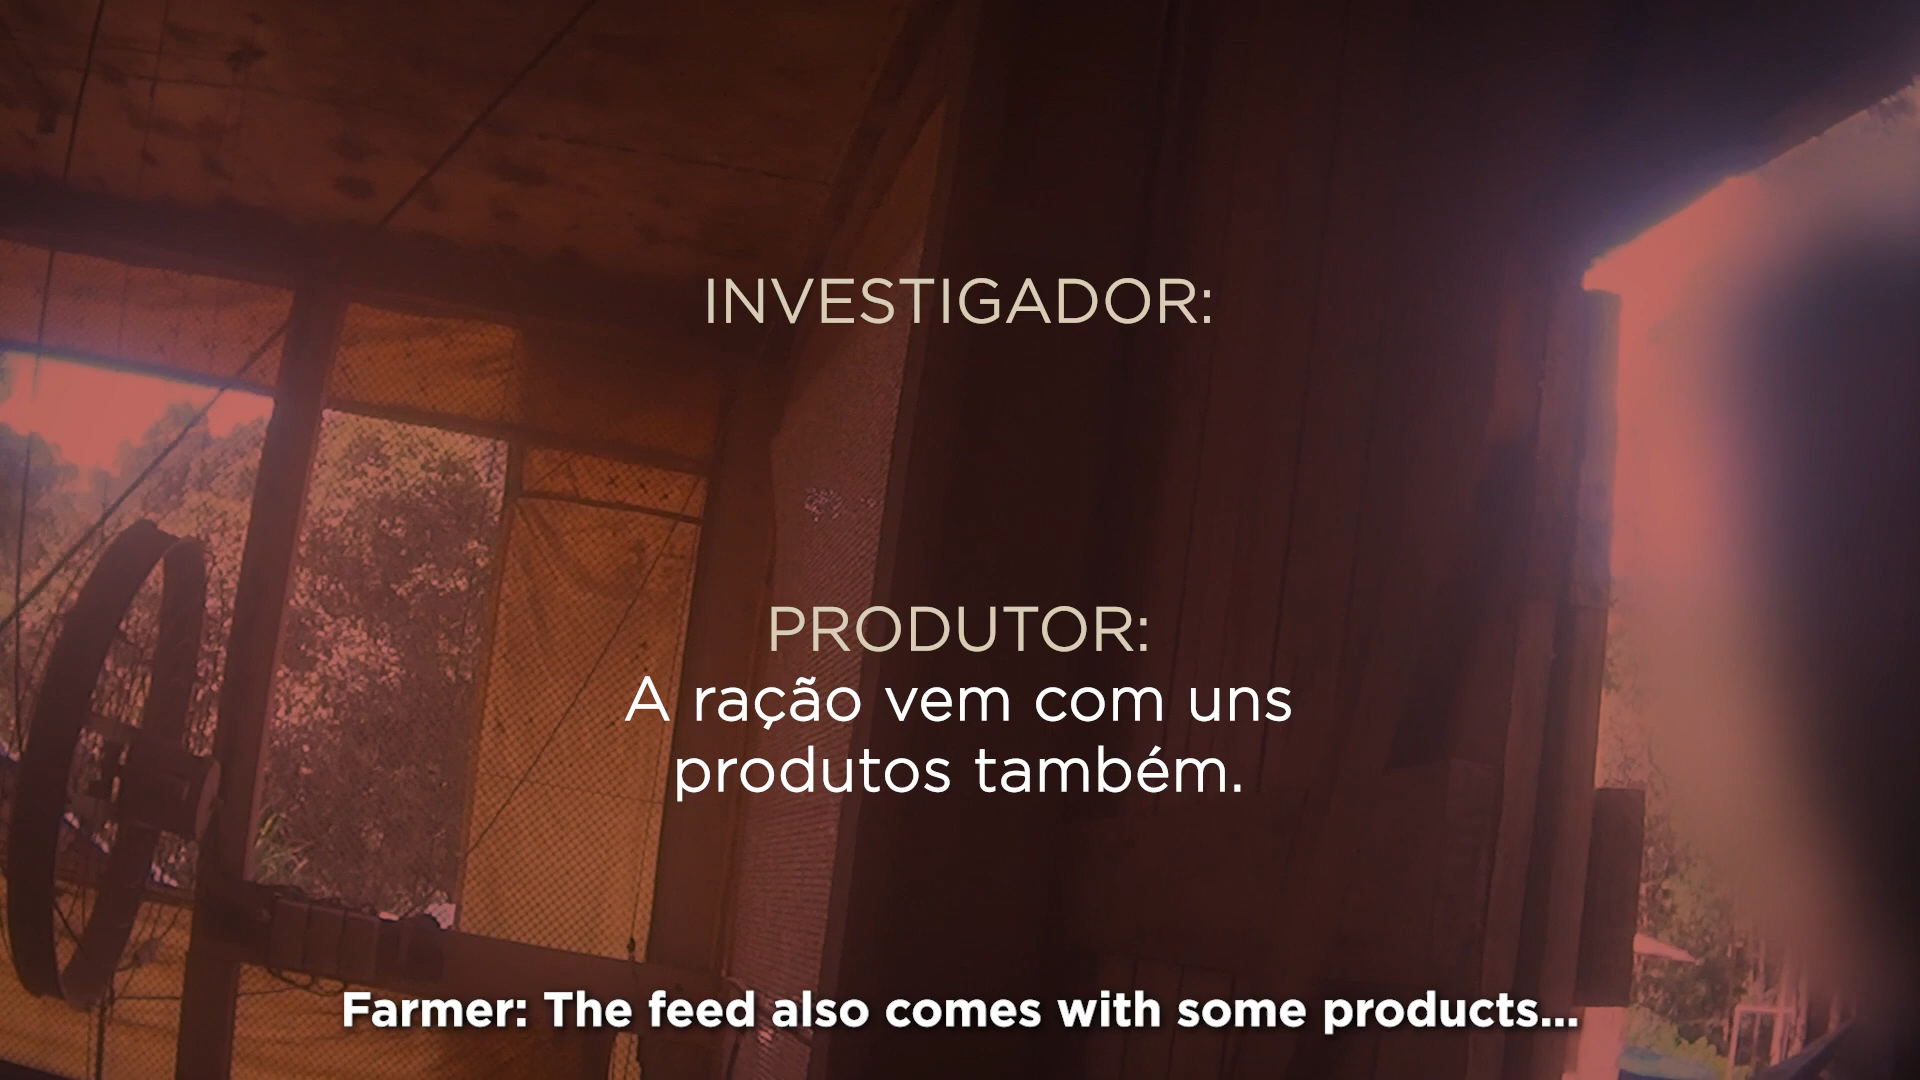 INVESTIGADOR:
PRODUTOR:
A ração vem com uns
produtos também.
Farmer: The feed also comes with some products...